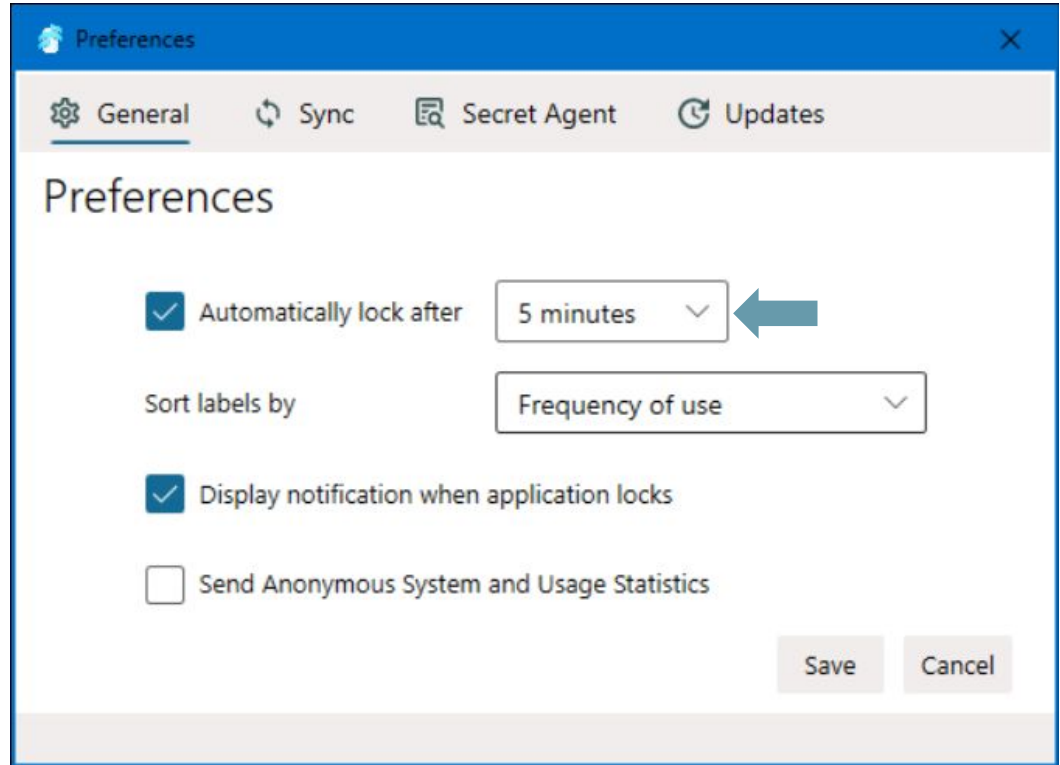 Preferences
General Sync Secret Agent Updates
Preferences
Automatically lock after 5 minutes
Sort labels by Frequency of use
Display notification when application locks
Send Anonymous System and Usage Statistics
Save Cancel